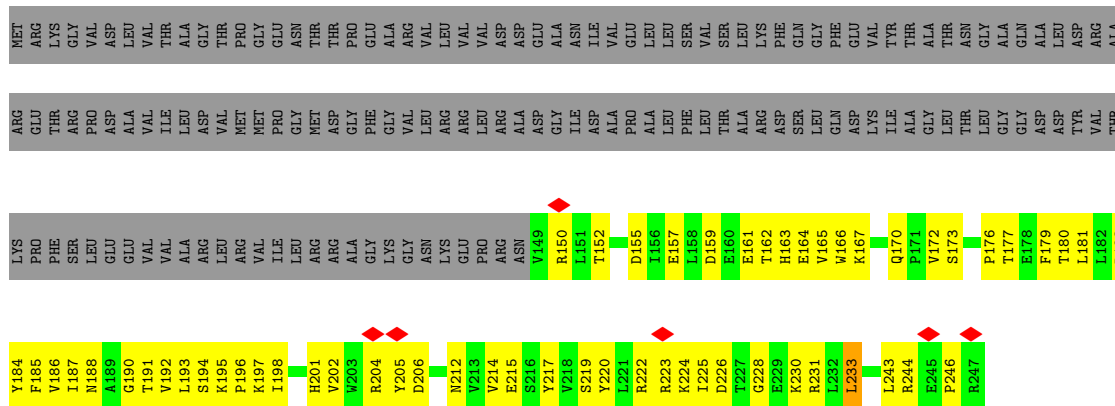 MET ARG LYS GLY VAL ASP LEU VAL THR ALA GLY THR PRO GLY GLU ASN THR THR PRO GLU ALA ARG VAL LEU VAL VAL ASP ASP GLU ALA ASN ILE VAL GLU LEU LEU SER VAL SER LEU LYS PHE GLN GLY PHE GLU VAL TYR THR ALA THR ASN GLY ALA GLN ALA LEU ASP ARG ALA
ARG GLU THR ARG PRO ASP ALA VAL ILE LEU ASP VAL MET MET PRO GLY MET ASP GLY PHE GLY VAL LEU ARG ARG LEU ARG ALA ASP GLY ILE ASP ALA PRO ALA LEU PHE LEU THR ALA ARG ASP SER LEU GLN ASP LYS ILE ALA GLY LEU THR LEU GLY GLY ASP ASP TYR VAL THR
LYS PRO PHE SER LEU GLU GLU VAL VAL ALA ARG LEU ARG VAL ILE LEU ARG ARG ALA GLY LYS GLY ASN LYS GLU PRO ARG ASN V149 R150 L151 T152 D155 I156 E157 L158 D159 E160 E161 T162 H163 E164 V165 W166 K167 Q170 P171 V172 S173 P176 T177 E178 F179 T180 L181 L182
Y184 F185 V186 I187 N188 A189 G190 T191 V192 L193 S194 K195 P196 K197 I198 H201 V202 W203 R204 Y205 D206 N212 V213 V214 E215 S216 Y217 V218 S219 Y220 L221 R222 R223 K224 I225 D226 T227 G228 E229 K230 R231 L232 L233 L243 R244 E245 P246 R247